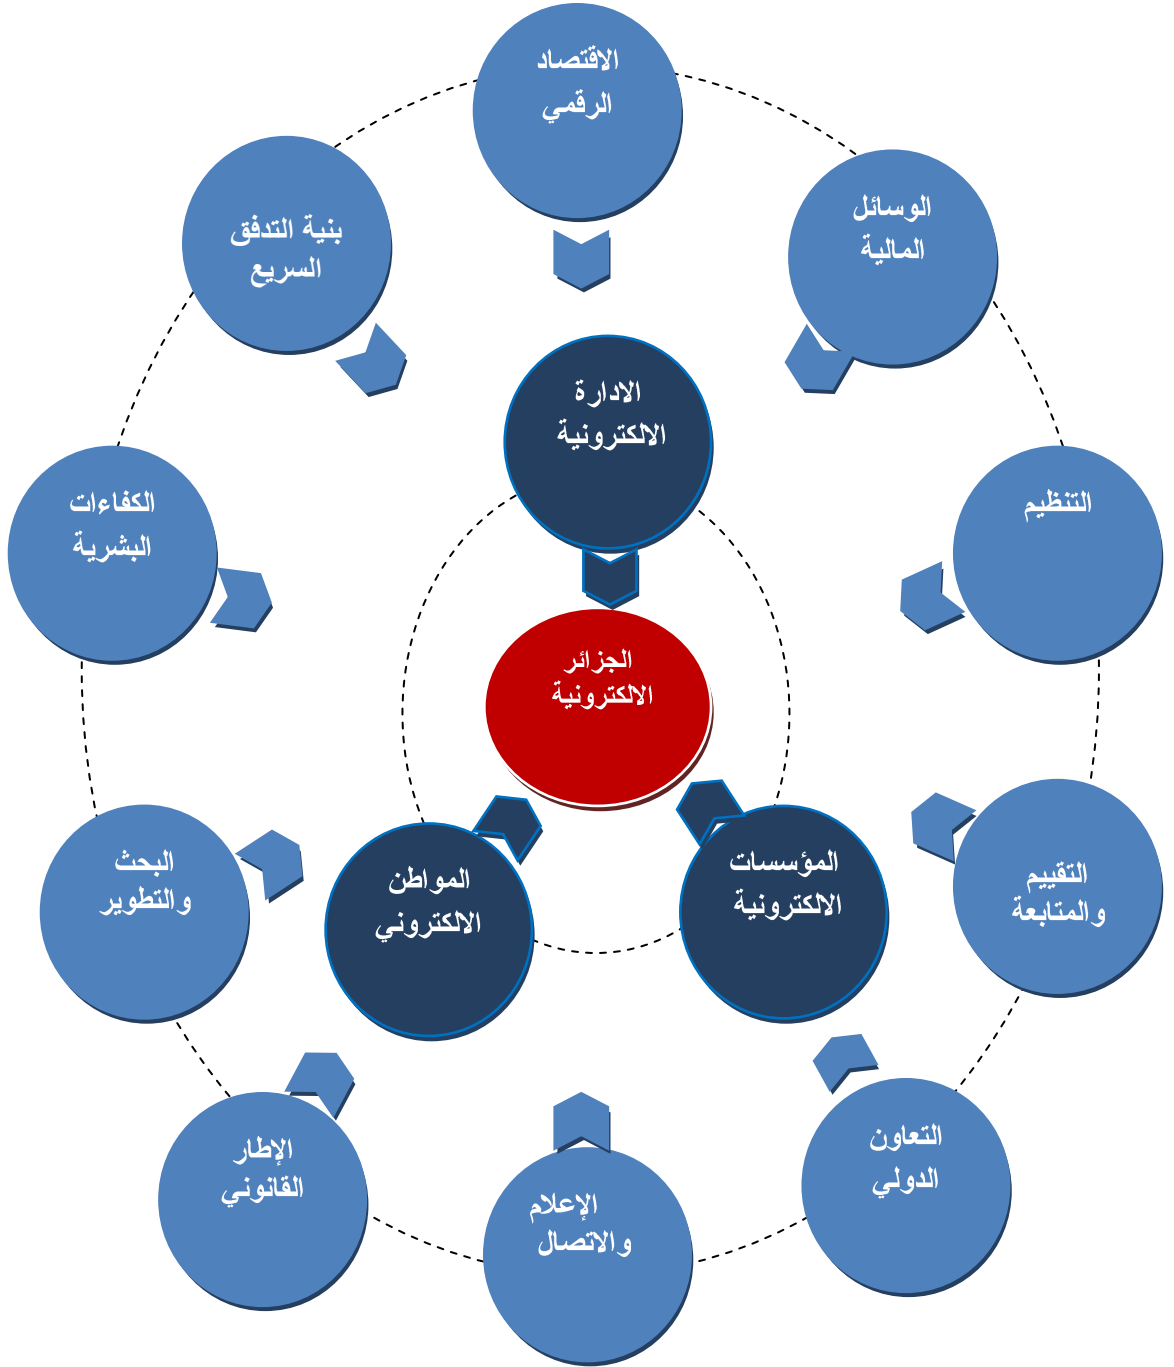 الاقتصاد
الرقمي
الوسائل
المالية
بنية التدفق
السريع
الادارة
الالكترونية
التنظيم
الكفاءات
البشرية
الجزائر
الالكترونية
المؤسسات
الالكترونية
المواطن
الالكتروني
التقييم
والمتابعة
البحث
والتطوير
التعاون
الدولي
الإطار
القانوني
الإعلام
والاتصال